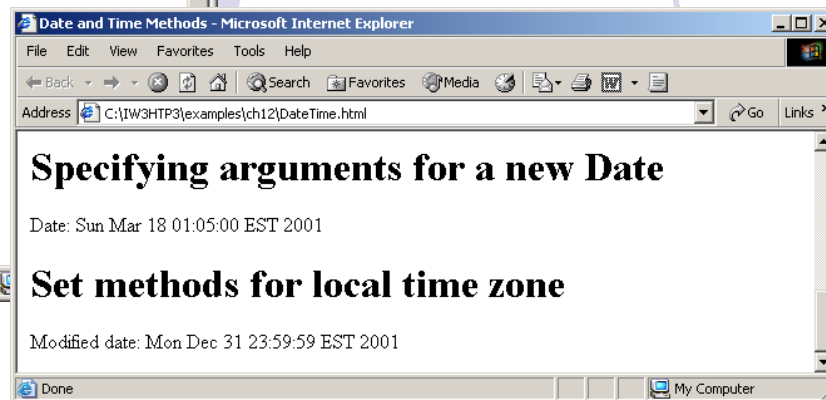 Date and Time Methods - Microsoft Internet Explorer
File Edit View Favorites Tools Help
Back Search Favorites Media
Address C:\IW3HTP3\examples\ch12\DateTime.html Go Links
Specifying arguments for a new Date
Date: Sun Mar 18 01:05:00 EST 2001
Set methods for local time zone
Modified date: Mon Dec 31 23:59:59 EST 2001
Done My Computer